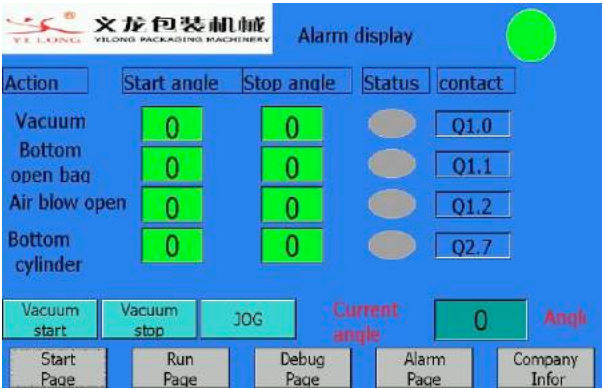 义龙包装机械
YI LONG YILONG PACKAGING MACHINERY
Alarm display
Action Start angle Stop angle Status contact
Vacuum 0 0 Q1.0
Bottom
open bag 0 0 Q1.1
Air blow open 0 0 Q1.2
Bottom
cylinder 0 0 Q2.7
Vacuum
start
Vacuum
stop
JOG
Current
angle
0
Angl
Start
Page
Run
Page
Debug
Page
Alarm
Page
Company
Infor